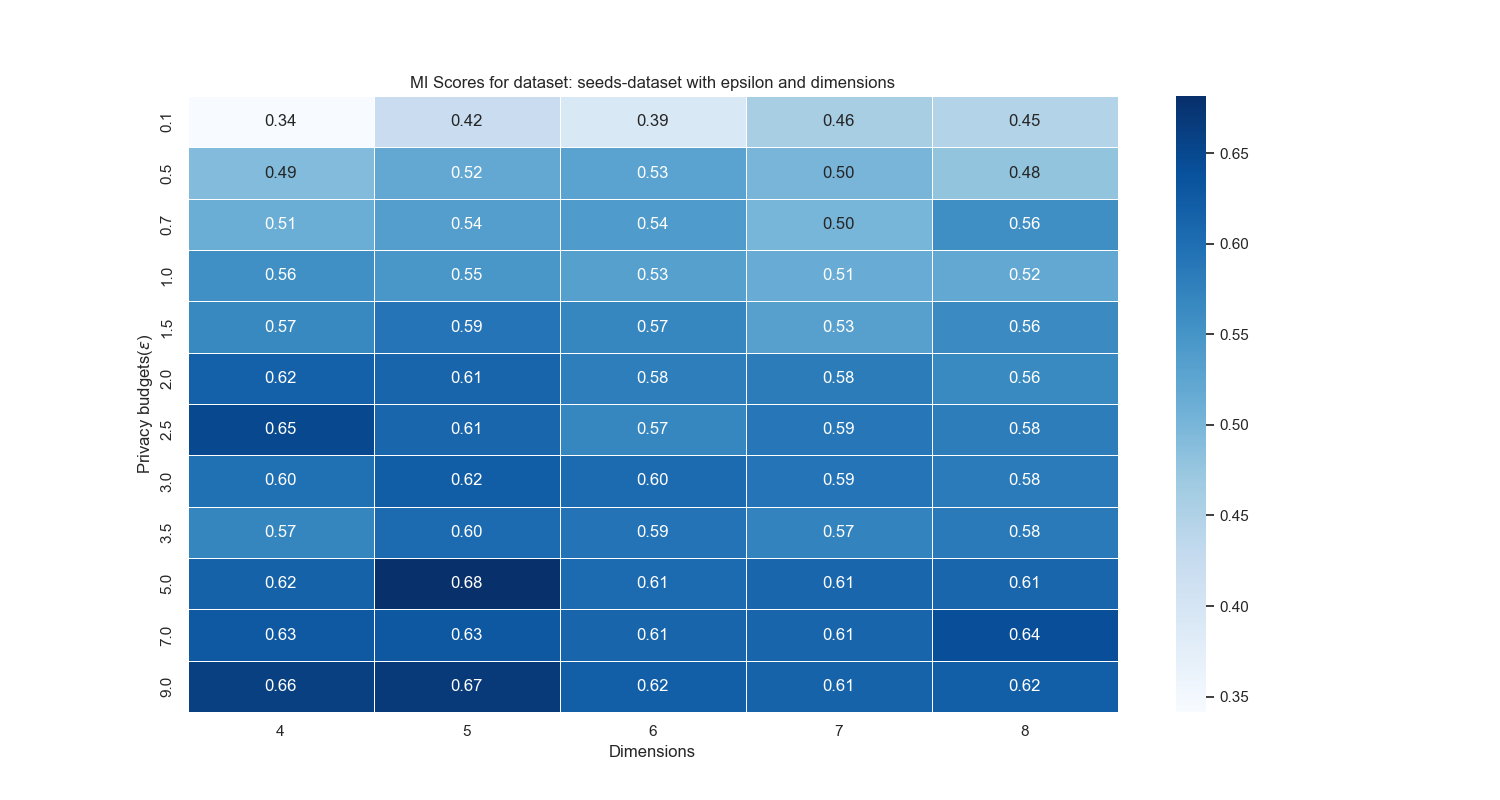 MI Scores for dataset: seeds-dataset with epsilon and dimensions
0.1 0.34 0.42 0.39 0.46 0.45
0.5 0.49 0.52 0.53 0.50 0.48
0.7 0.51 0.54 0.54 0.50 0.56
1.0 0.56 0.55 0.53 0.51 0.52
1.5 0.57 0.59 0.57 0.53 0.56
2.0 0.62 0.61 0.58 0.58 0.56
2.5 0.65 0.61 0.57 0.59 0.58
3.0 0.60 0.62 0.60 0.59 0.58
3.5 0.57 0.60 0.59 0.57 0.58
5.0 0.62 0.68 0.61 0.61 0.61
7.0 0.63 0.63 0.61 0.61 0.64
9.0 0.66 0.67 0.62 0.61 0.62
4 5 6 7 8
Dimensions
Privacy budgets(ε)
0.65
0.60
0.55
0.50
0.45
0.40
0.35